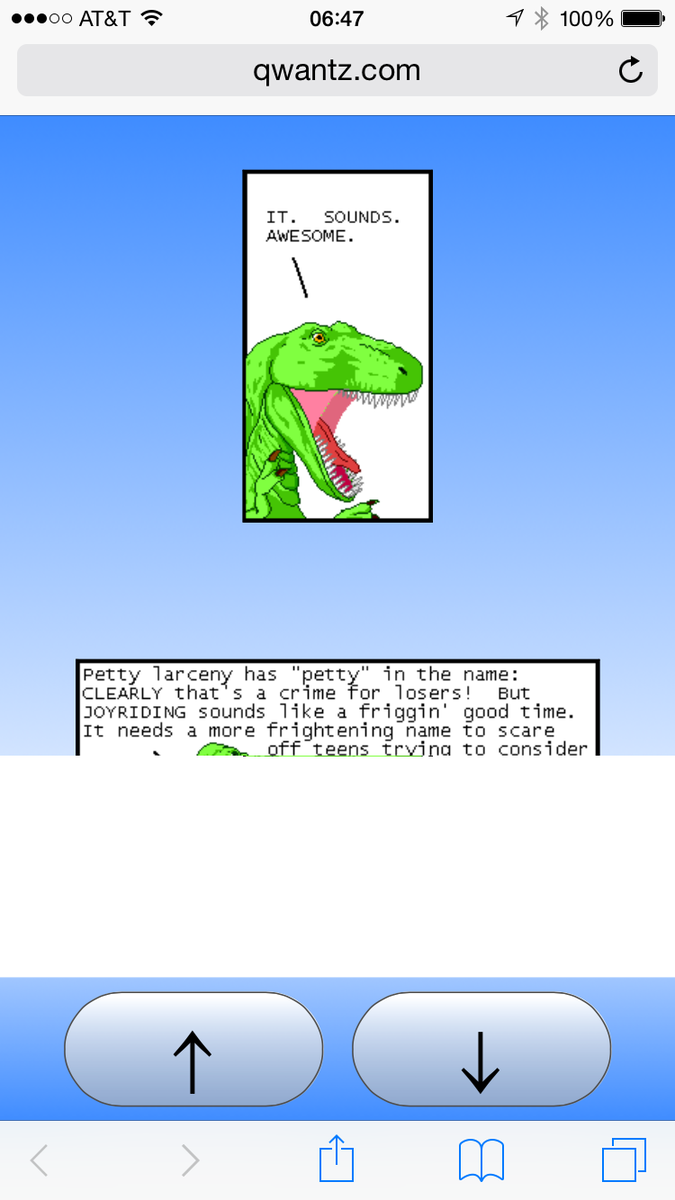 AT&T 06:47 100%
qwantz.com
IT. SOUNDS.
AWESOME.
Petty larceny has "petty" in the name:
CLEARLY that's a crime for losers! But
JOYRIDING sounds like a friggin' good time.
It needs a more frightening name to scare
off teens trying to consider